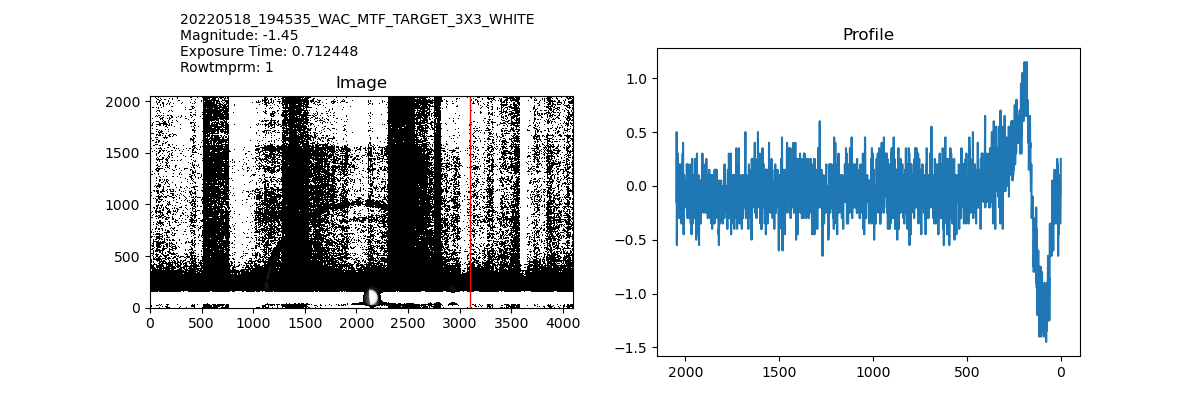 20220518_194535_WAC_MTF_TARGET_3X3_WHITE
Magnitude: -1.45
Exposure Time: 0.712448
Rowtmprm: 1
Image
2000
1500
1000
500
0
0 500 1000 1500 2000 2500 3000 3500 4000
Profile
1.0
0.5
0.0
−0.5
−1.0
−1.5
2000 1500 1000 500 0